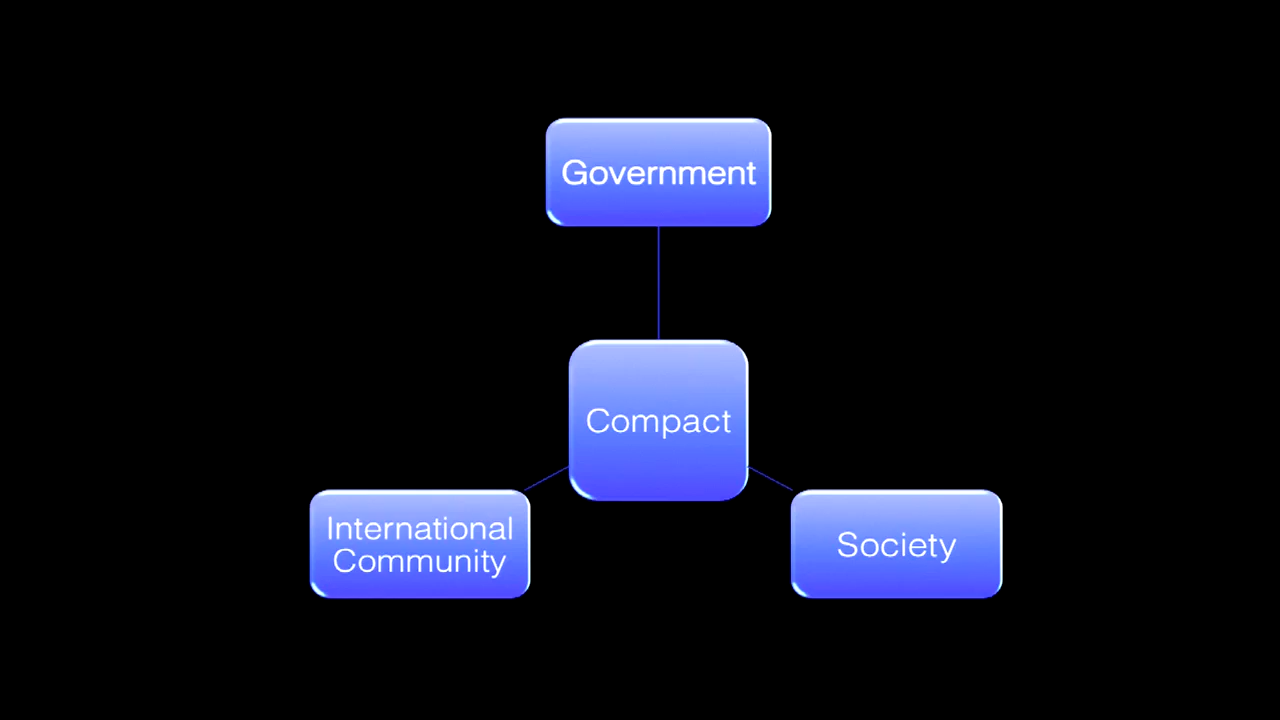 Government
Compact
International
Community
Society